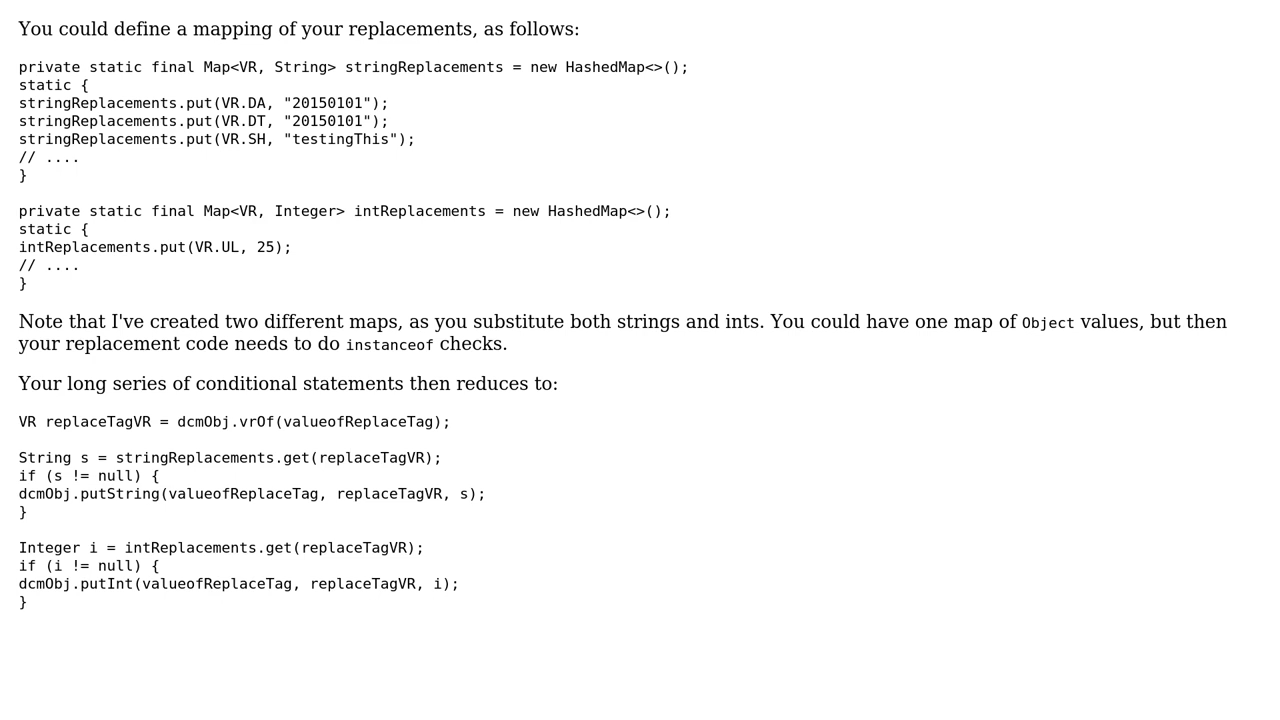 You could define a mapping of your replacements, as follows:
private static final Map<VR, String> stringReplacements = new HashedMap<>();
static {
stringReplacements.put(VR.DA, "20150101");
stringReplacements.put(VR.DT, "20150101");
stringReplacements.put(VR.SH, "testingThis");
// ....
}
private static final Map<VR, Integer> intReplacements = new HashedMap<>();
static {
intReplacements.put(VR.UL, 25);
// ....
}
Note that I've created two different maps, as you substitute both strings and ints. You could have one map of Object values, but then
your replacement code needs to do instanceof checks.
Your long series of conditional statements then reduces to:
VR replaceTagVR = dcmObj.vrOf(valueofReplaceTag);
String s = stringReplacements.get(replaceTagVR);
if (s != null) {
dcmObj.putString(valueofReplaceTag, replaceTagVR, s);
}
Integer i = intReplacements.get(replaceTagVR);
if (i != null) {
dcmObj.putInt(valueofReplaceTag, replaceTagVR, i);
}